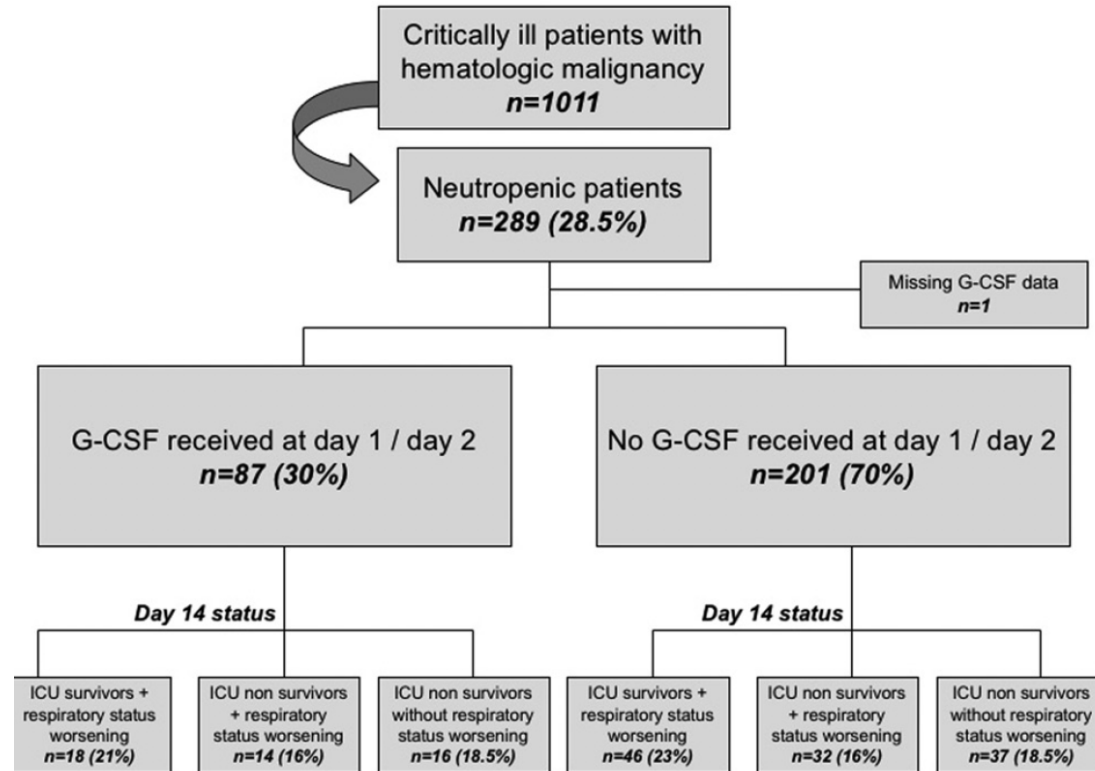 Critically ill patients with
hematologic malignancy
n=1011
Neutropenic patients
n=289 (28.5%)
Missing G-CSF data
n=1
G-CSF received at day 1 / day 2
n=87 (30%)
No G-CSF received at day 1 / day 2
n=201 (70%)
Day 14 status
Day 14 status
ICU survivors +
respiratory status
worsening
n=18 (21%)
ICU non survivors
+ respiratory
status worsening
n=14 (16%)
ICU non survivors
without respiratory
status worsening
n=16 (18.5%)
ICU survivors +
respiratory status
worsening
n=46 (23%)
ICU non survivors
+ respiratory
status worsening
n=32 (16%)
ICU non survivors
without respiratory
status worsening
n=37 (18.5%)